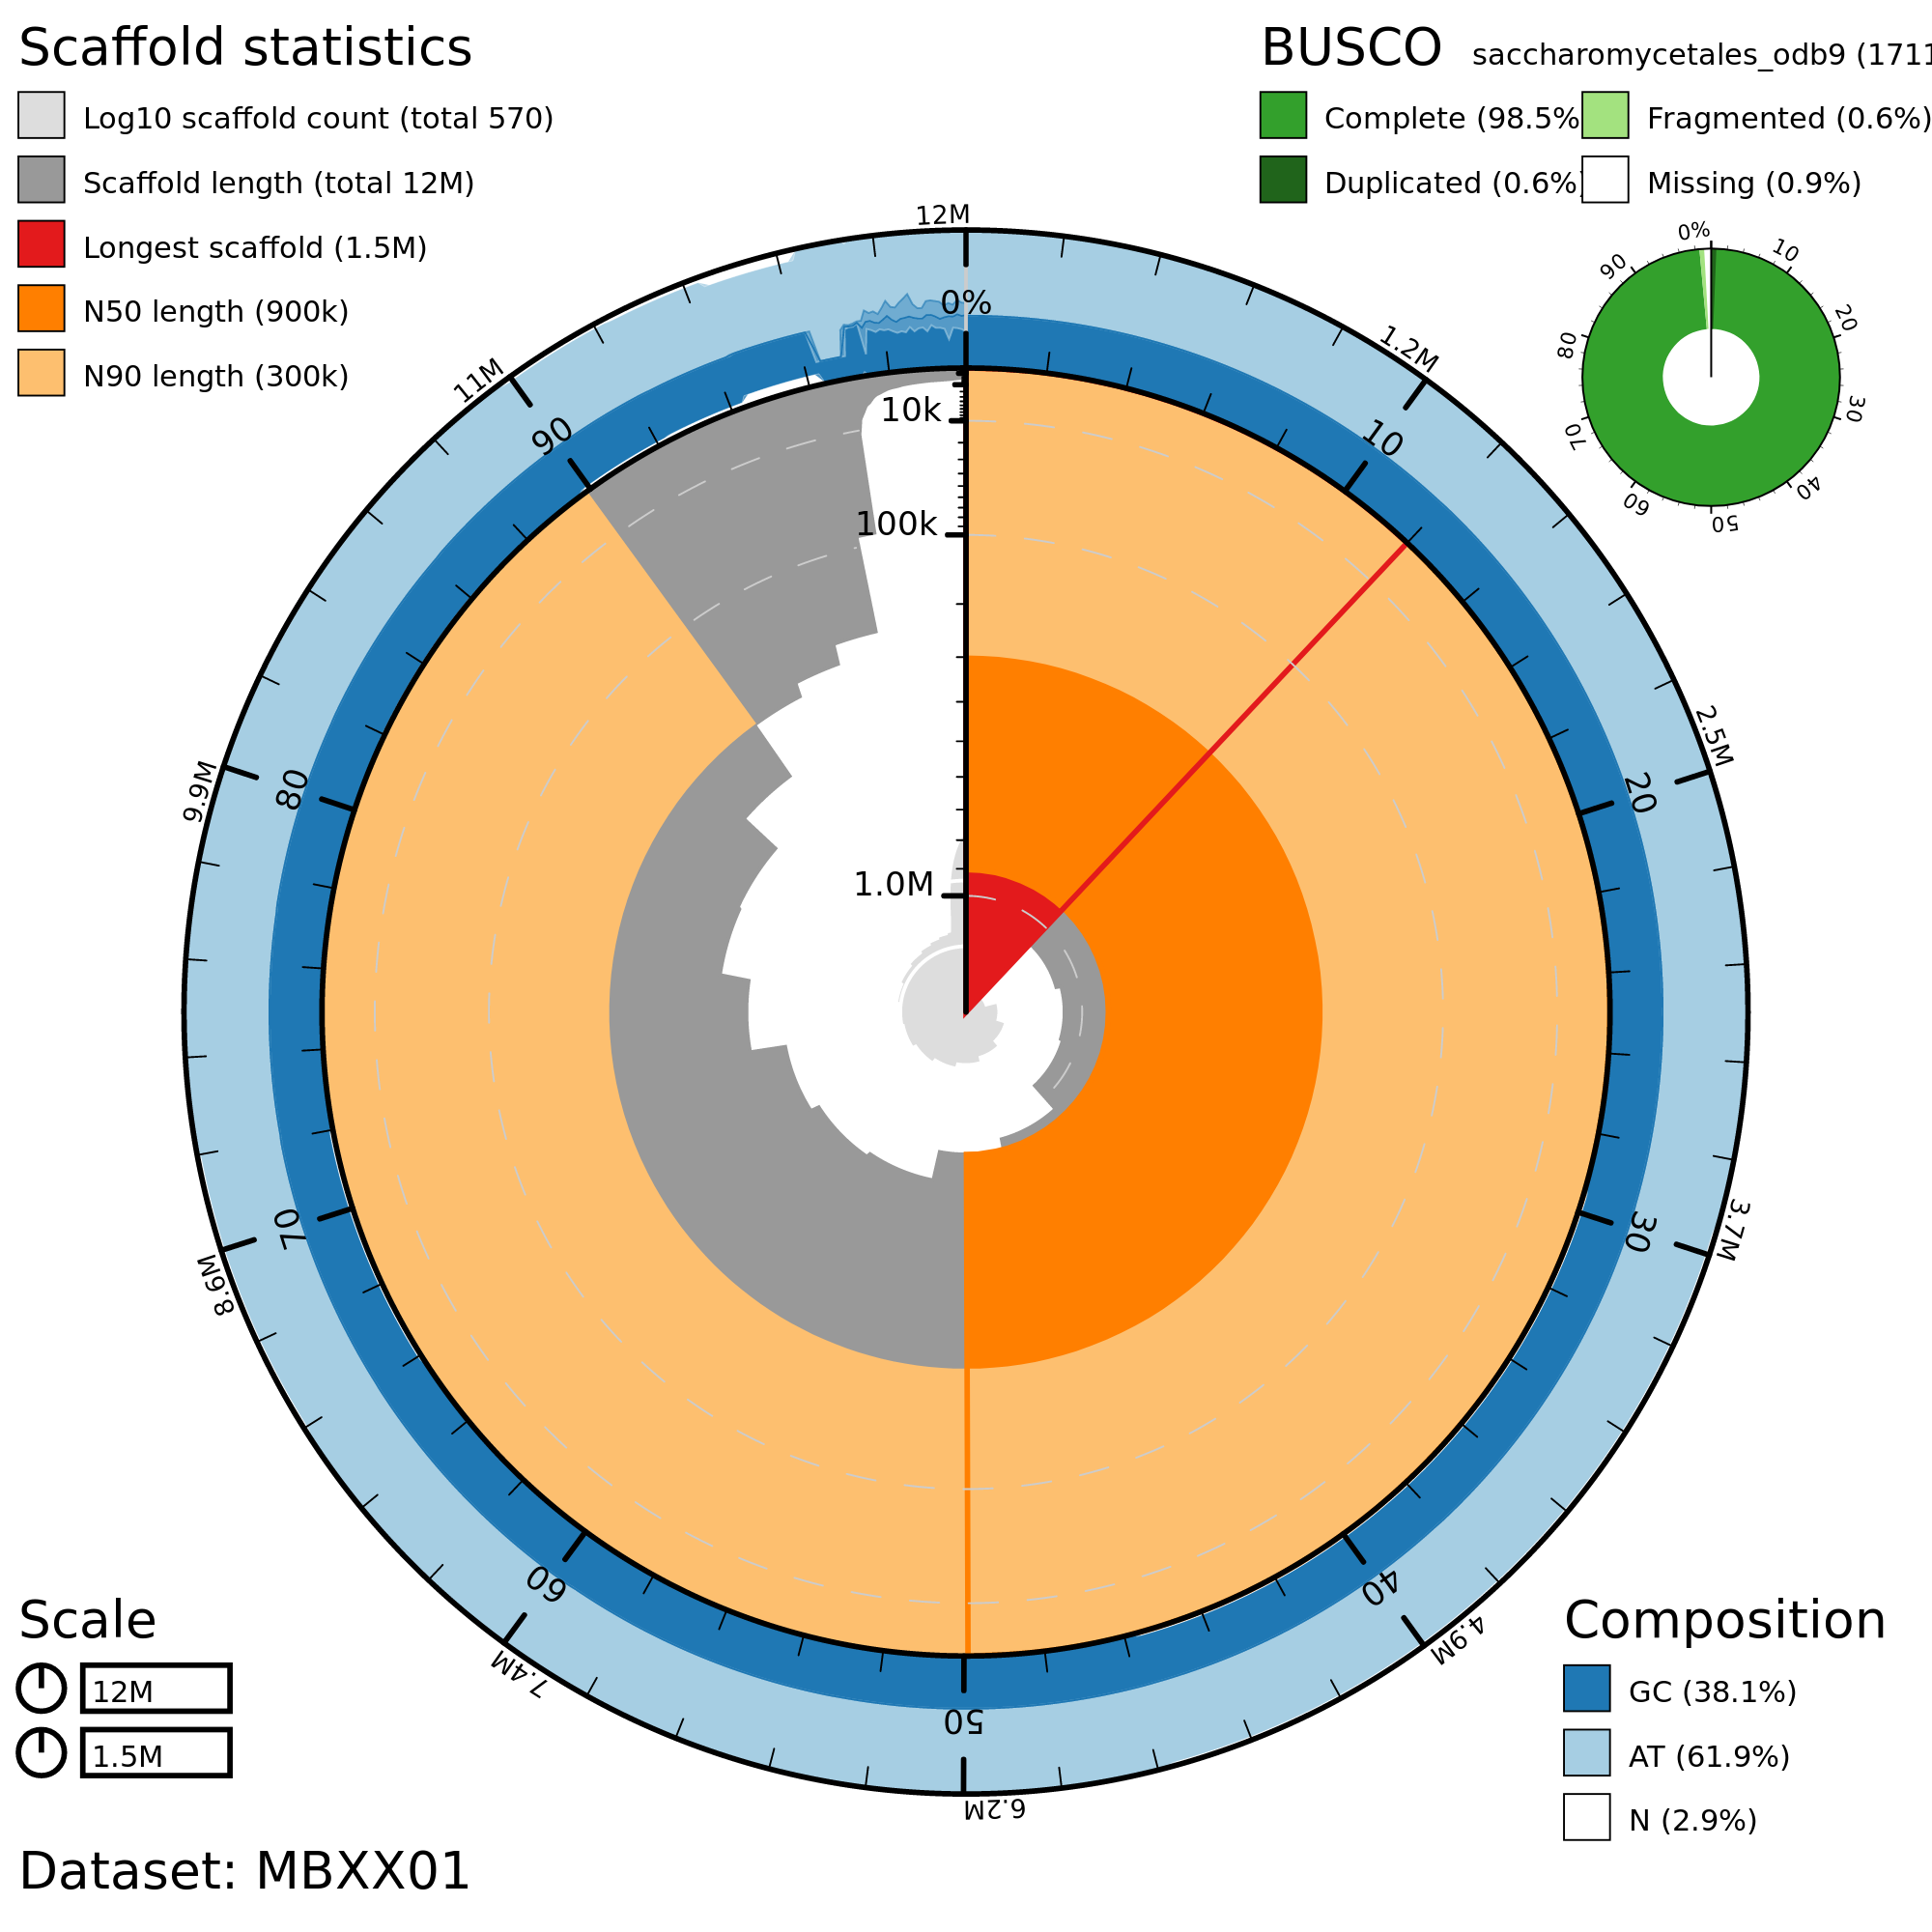 Scaffold statistics
Log10 scaffold count (total 570)
Scaffold length (total 12M)
Longest scaffold (1.5M)
N50 length (900k)
N90 length (300k)
BUSCO saccharomycetales_odb9 (1711
Complete (98.5%
Fragmented (0.6%)
Duplicated (0.6%)
Missing (0.9%)
0%
10
20
30
40
50
60
70
80
90
12M
1.2M
2.5M
3.7M
4.9M
6.2M
7.4M
8.6M
9.9M
11M
0%
10
20
30
40
50
60
70
80
90
10k
100k
1.0M
Scale
12M
1.5M
Composition
GC (38.1%)
AT (61.9%)
N (2.9%)
Dataset: MBXX01